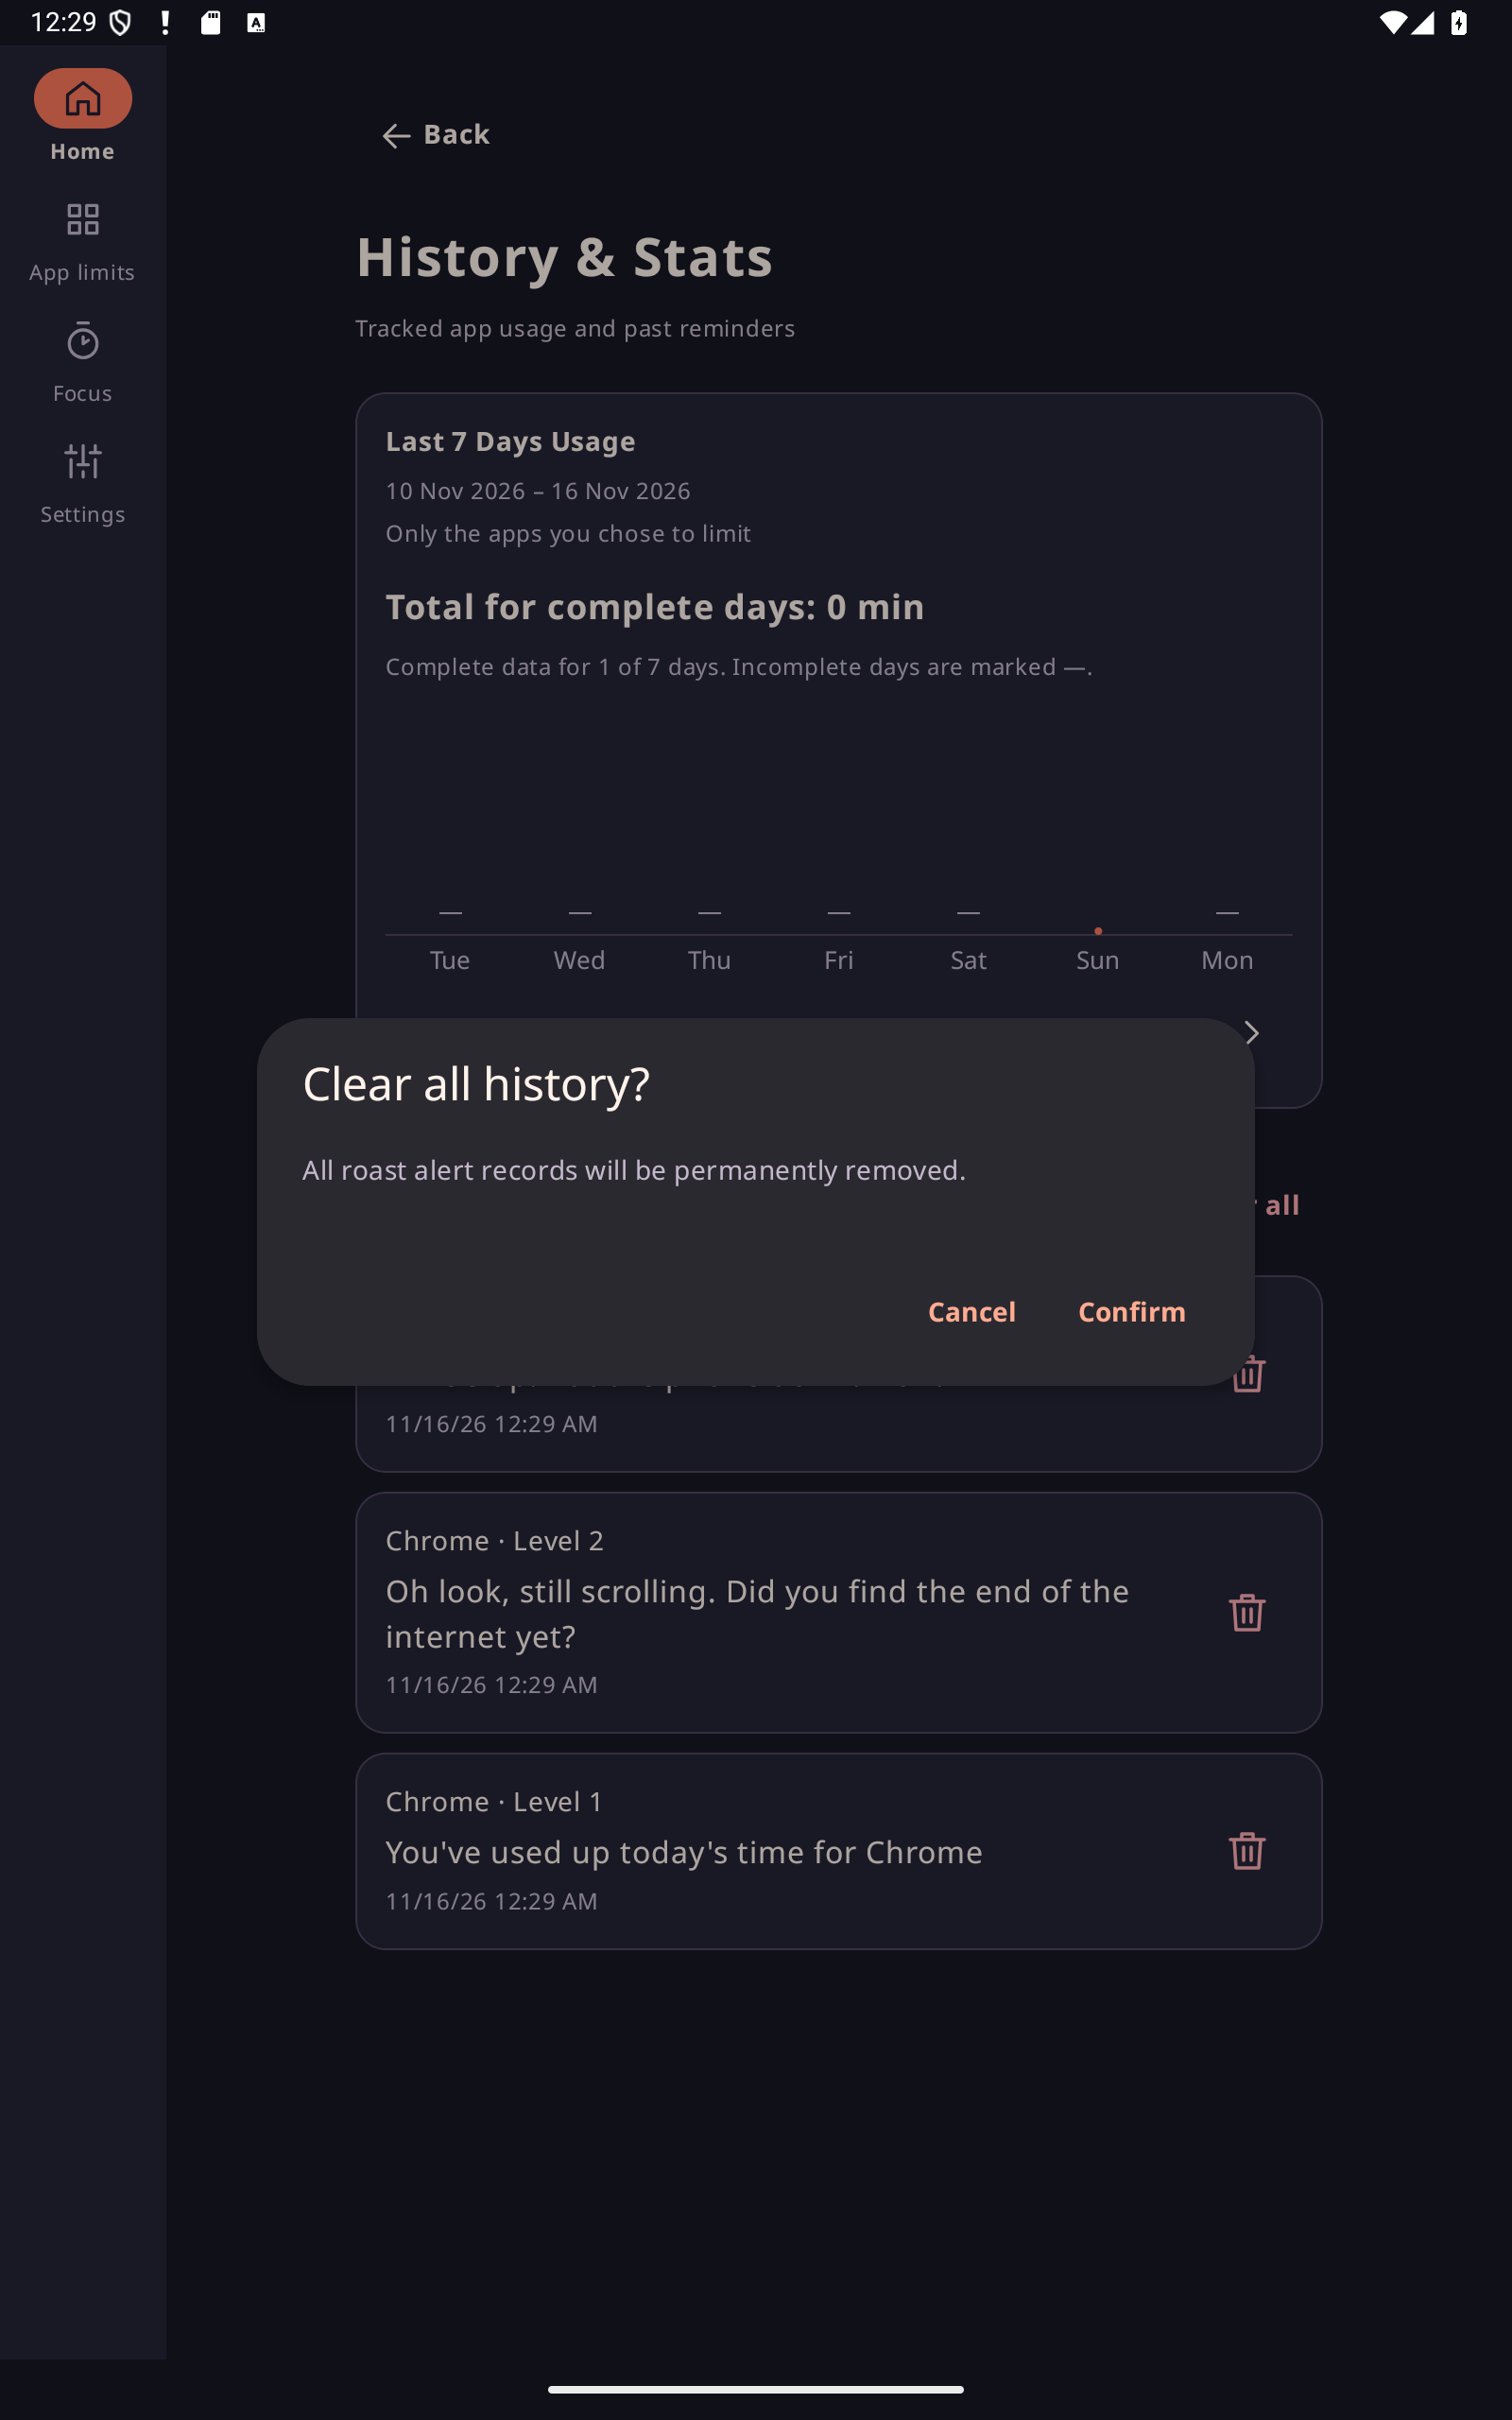 12:29
Home
App limits
Focus
Settings
Back
History & Stats
Tracked app usage and past reminders
Last 7 Days Usage
10 Nov 2026 – 16 Nov 2026
Only the apps you chose to limit
Total for complete days: 0 min
Complete data for 1 of 7 days. Incomplete days are marked —.
— — — — — —
Tue Wed Thu Fri Sat Sun Mon
Clear all history?
All roast alert records will be permanently removed.
all
Cancel Confirm
11/16/26 12:29 AM
Chrome · Level 2
Oh look, still scrolling. Did you find the end of the
internet yet?
11/16/26 12:29 AM
Chrome · Level 1
You've used up today's time for Chrome
11/16/26 12:29 AM